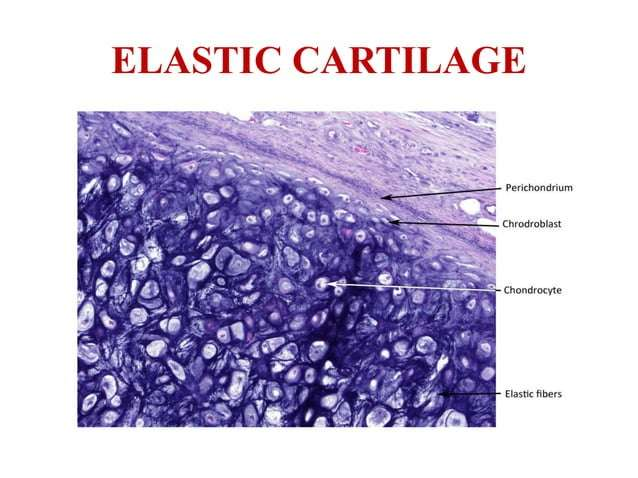 ELASTIC CARTILAGE
Perichondrium
Chrodroblast
Chondrocyte
Elastic fibers